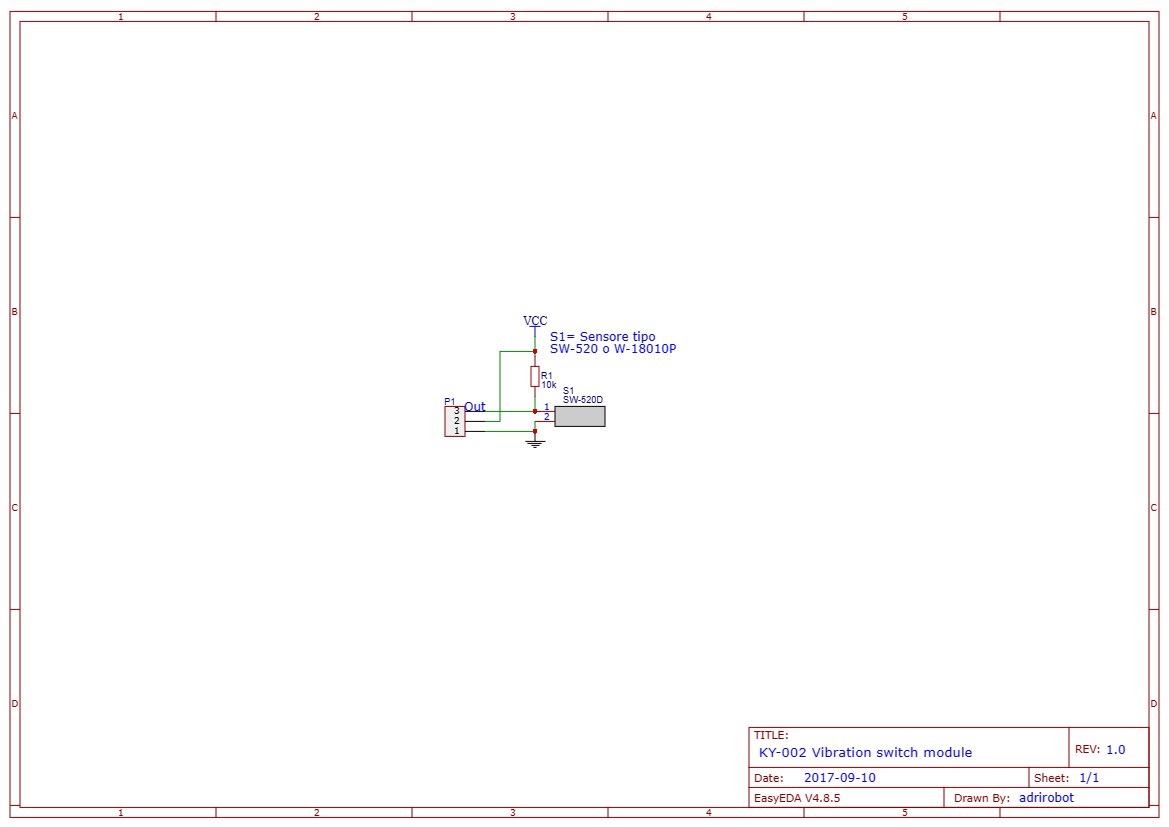 1 2 3 4 5
A A
B B
VCC
S1= Sensore tipo
SW-520 o W-18010P
R1
10k
S1
SW-520D
P1
Out
3
2
1
1
2
C C
D D
TITLE:
KY-002 Vibration switch module
REV: 1.0
Date: 2017-09-10
Sheet: 1/1
EasyEDA V4.8.5
Drawn By: adrirobot
1 2 3 4 5